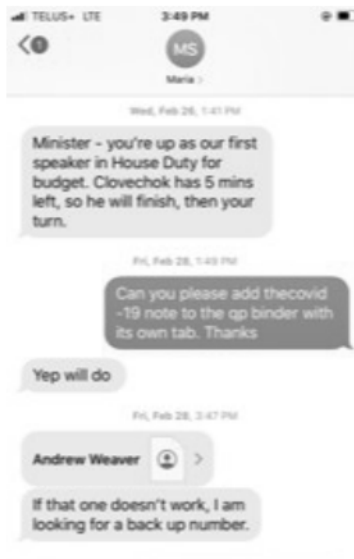 TELUS+ LTE
3:49 PM
1
MS
Maria >
Wed, Feb 26, 1:41 PM
Minister - you're up as our first
speaker in House Duty for
budget. Clovechok has 5 mins
left, so he will finish, then your
turn.
Fri, Feb 28, 1:49 PM
Can you please add thecovid
-19 note to the qp binder with
its own tab. Thanks
Yep will do
Fri, Feb 28, 3:47 PM
Andrew Weaver >
If that one doesn't work, I am
looking for a back up number.